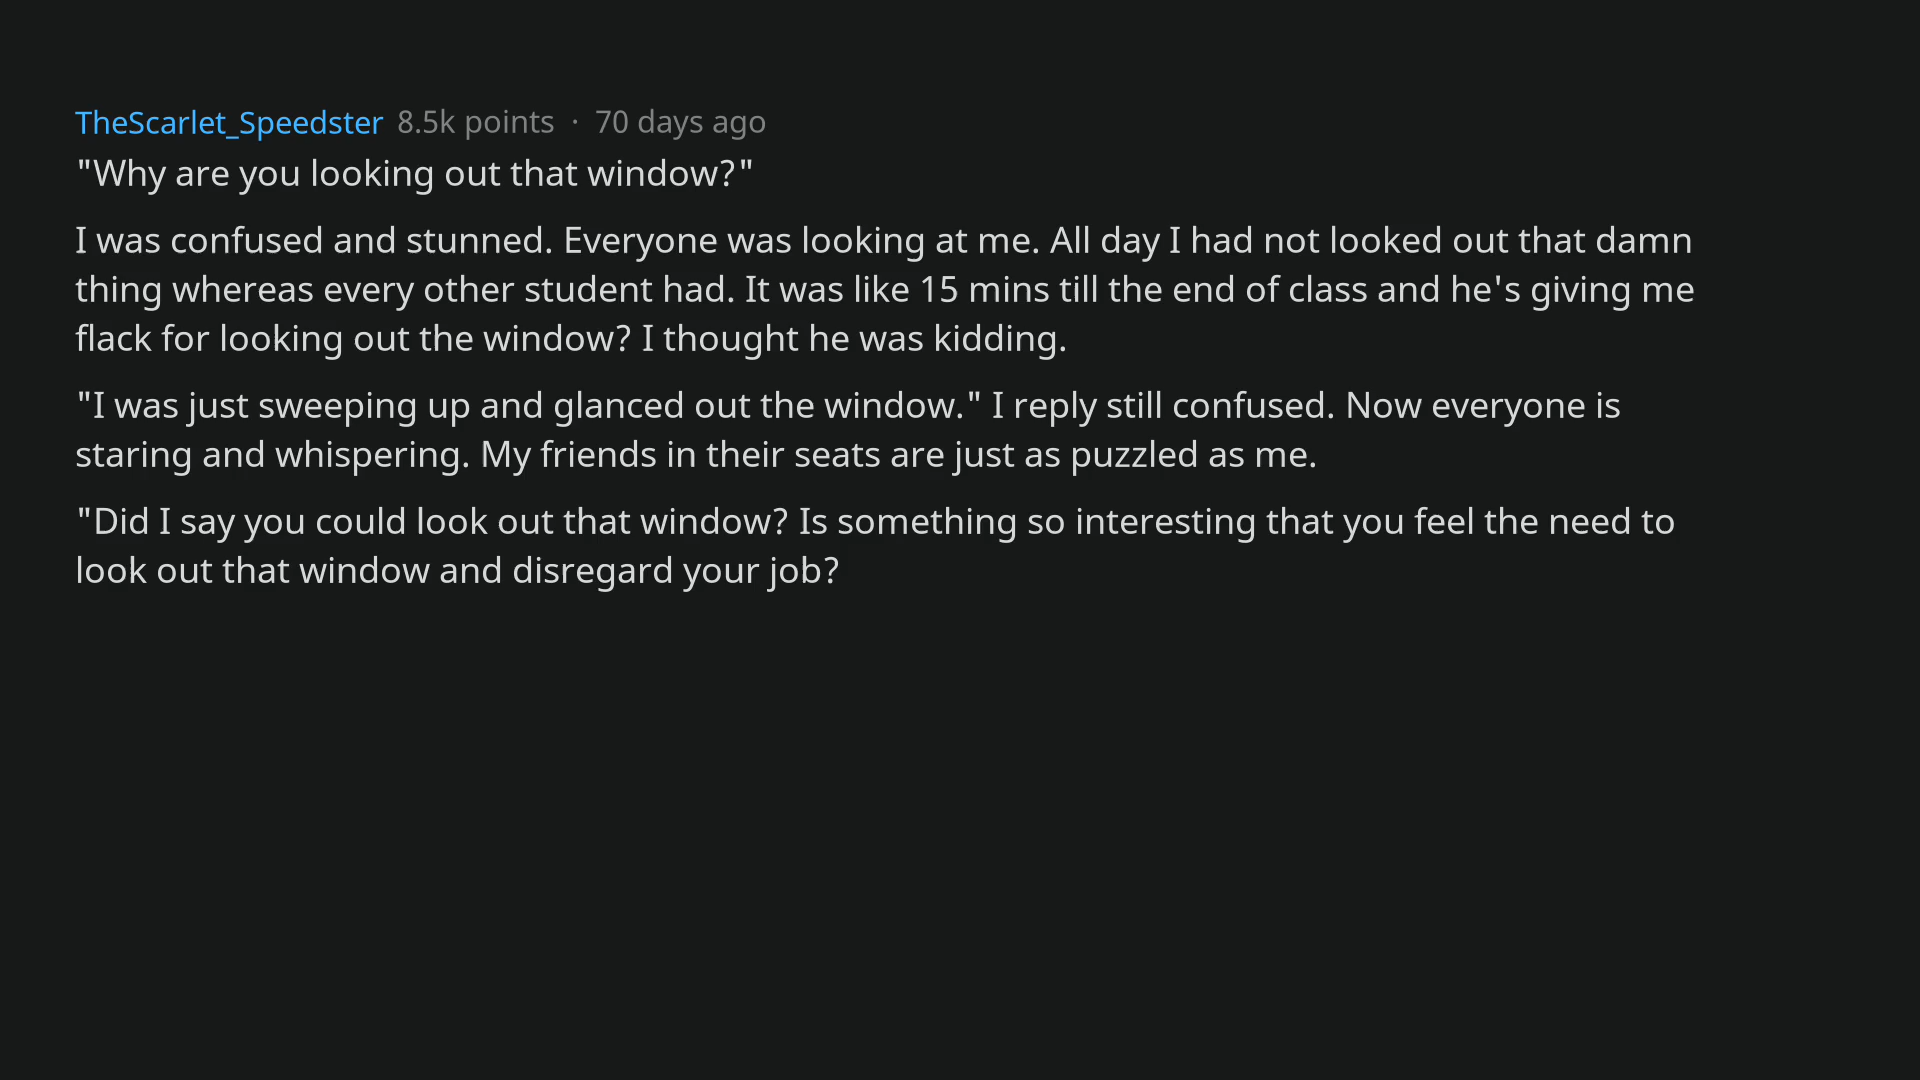 TheScarlet_Speedster 8.5k points · 70 days ago
"Why are you looking out that window?"
I was confused and stunned. Everyone was looking at me. All day I had not looked out that damn
thing whereas every other student had. It was like 15 mins till the end of class and he's giving me
flack for looking out the window? I thought he was kidding.
"I was just sweeping up and glanced out the window." I reply still confused. Now everyone is
staring and whispering. My friends in their seats are just as puzzled as me.
"Did I say you could look out that window? Is something so interesting that you feel the need to
look out that window and disregard your job?